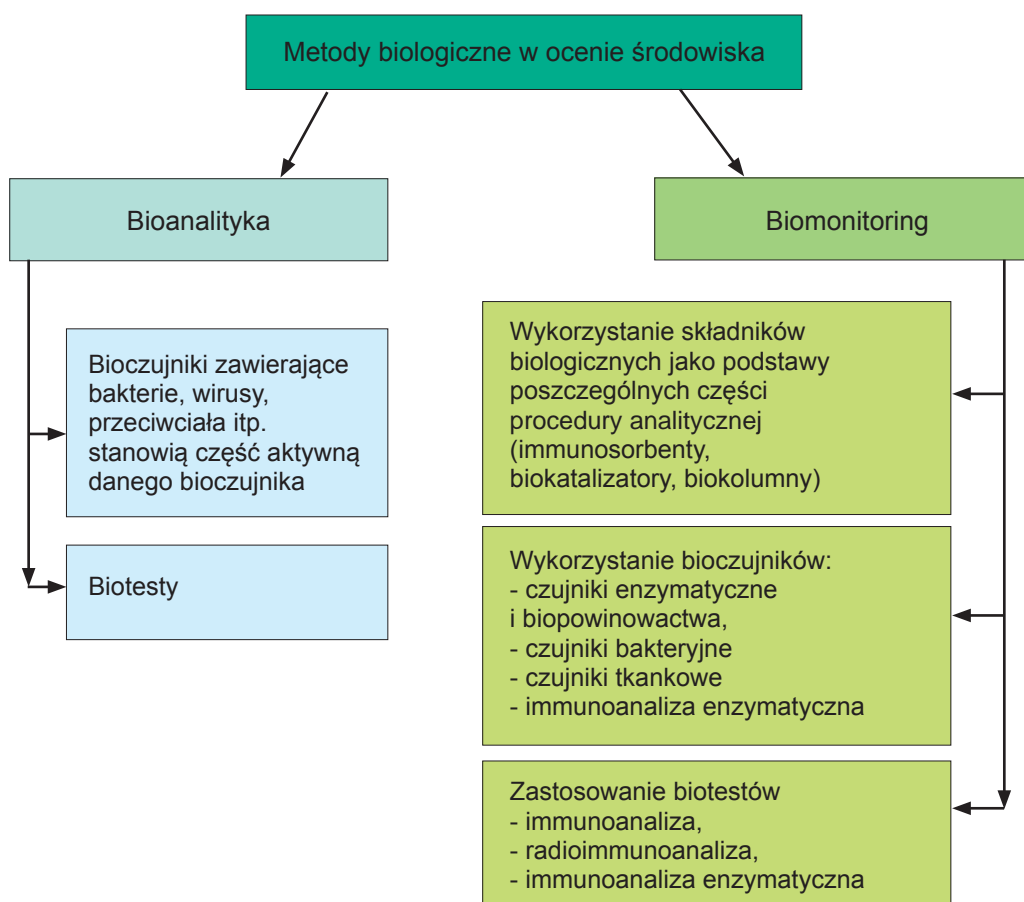 Metody biologiczne w ocenie środowiska
Bioanalityka
Bioczujniki zawierające
bakterie, wirusy,
przeciwciała itp.
stanowią część aktywną
danego bioczujnika
Biotesty
Biomonitoring
Wykorzystanie składników
biologicznych jako podstawy
poszczególnych części
procedury analitycznej
(immunosorbenty,
biokatalizatory, biokolumny)
Wykorzystanie bioczujników:
- czujniki enzymatyczne
i biopowinowactwa,
- czujniki bakteryjne
- czujniki tkankowe
- immunoanaliza enzymatyczna
Zastosowanie biotestów
- immunoanaliza,
- radioimmunoanaliza,
- immunoanaliza enzymatyczna